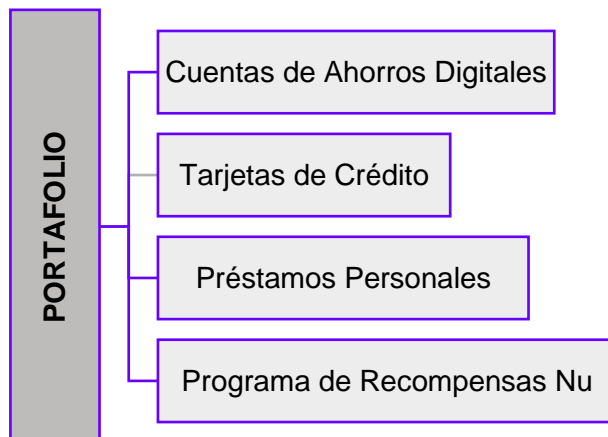 PORTAFOLIO
Cuentas de Ahorros Digitales
Tarjetas de Crédito
Préstamos Personales
Programa de Recompensas Nu